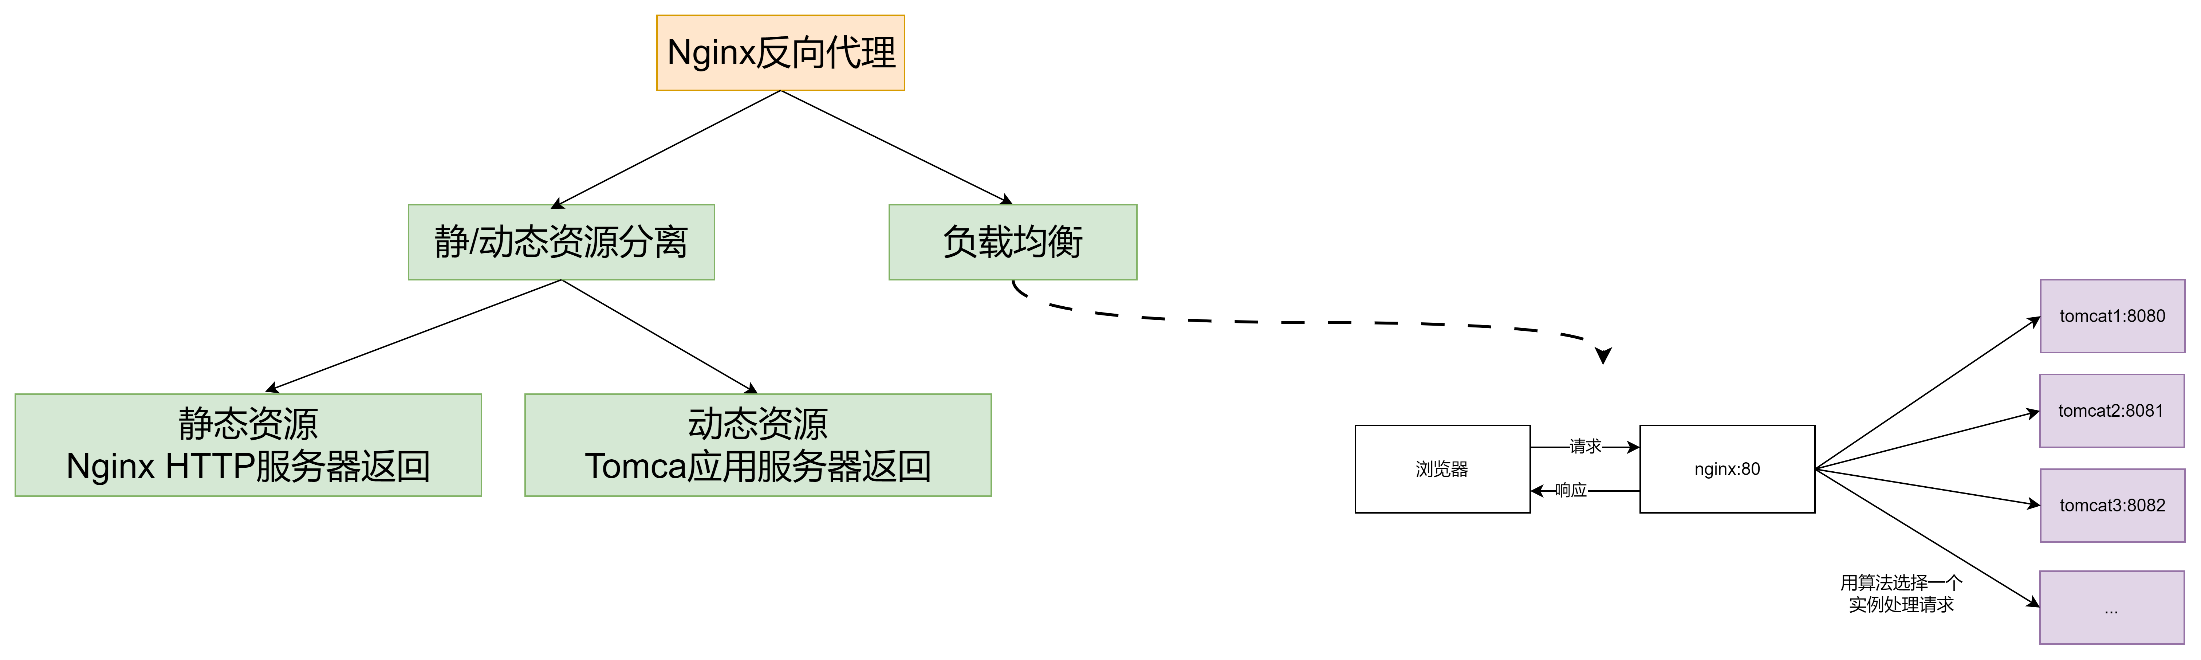 Nginx反向代理
静/动态资源分离
负载均衡
静态资源
Nginx HTTP服务器返回
动态资源
Tomca应用服务器返回
浏览器
请求
响应
nginx:80
tomcat1:8080
tomcat2:8081
tomcat3:8082
...
用算法选择一个
实例处理请求